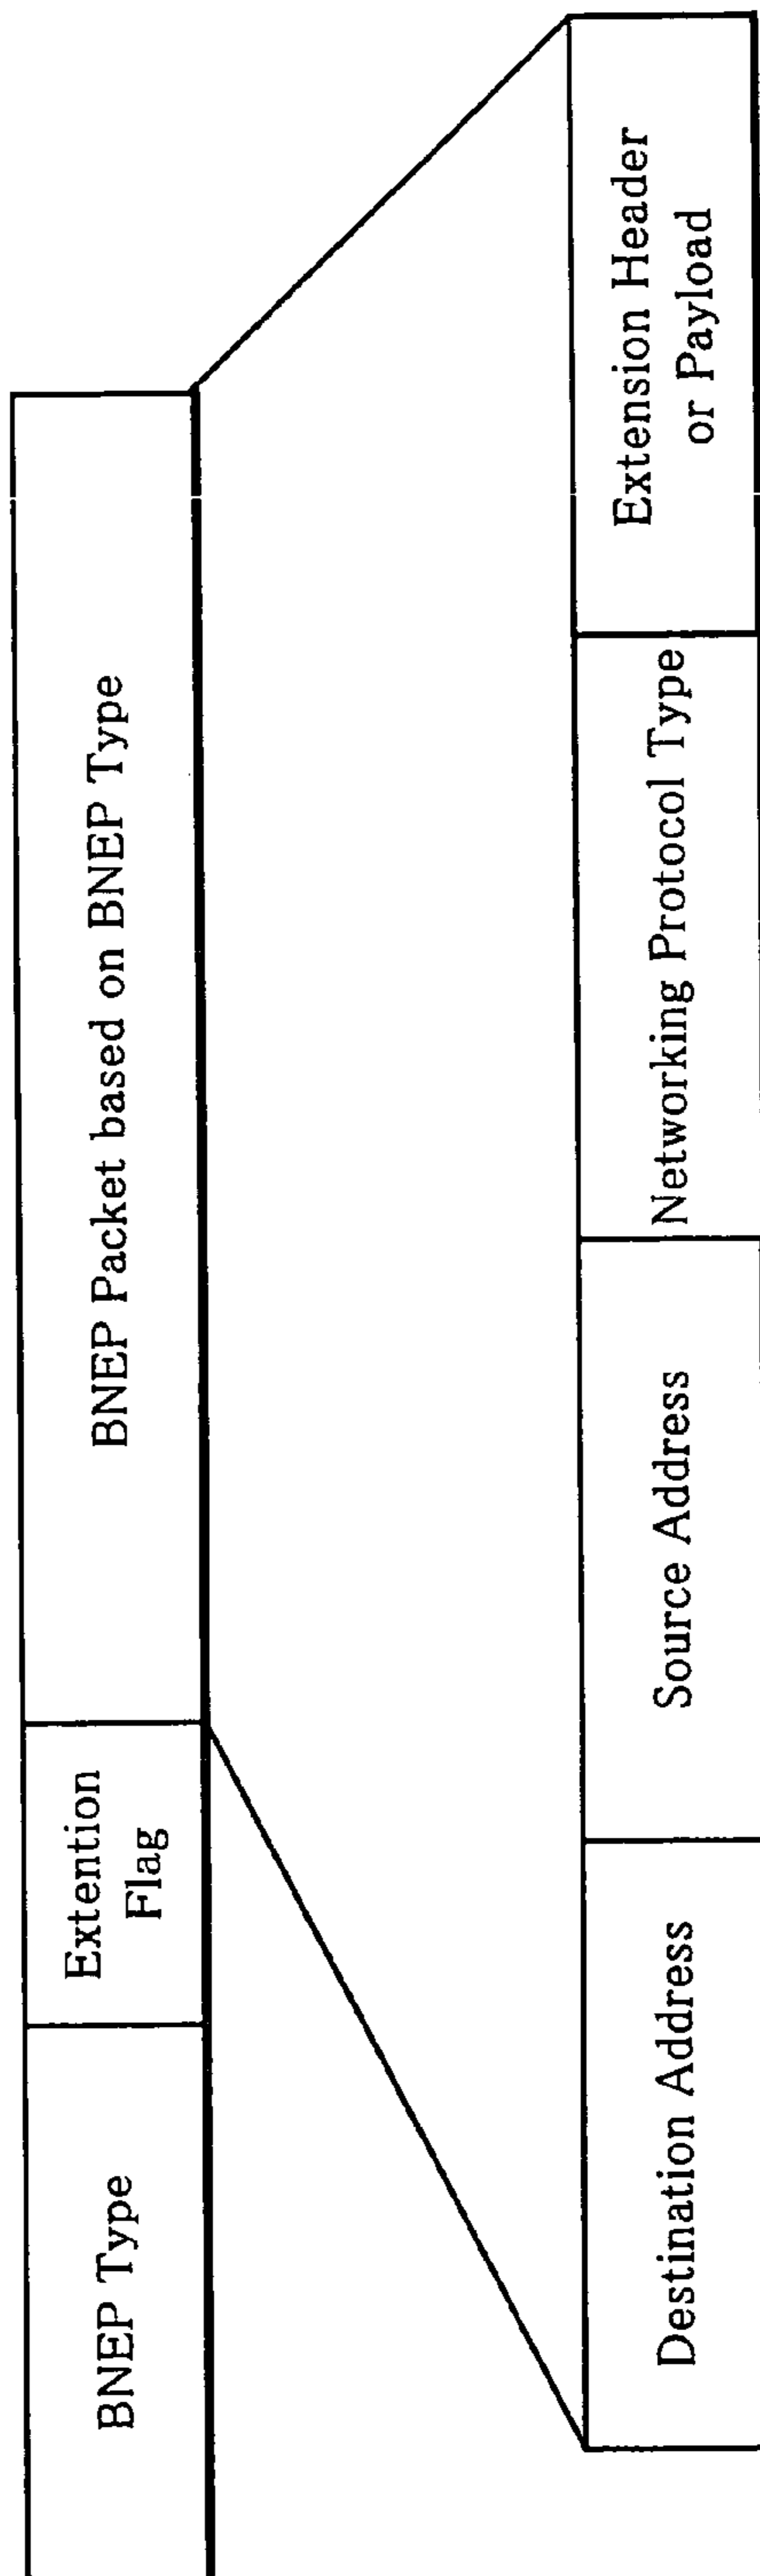 BNEP Type
Extention
Flag
BNEP Packet based on BNEP Type
Destination Address
Source Address
Networking Protocol Type
Extension Header
or Payload